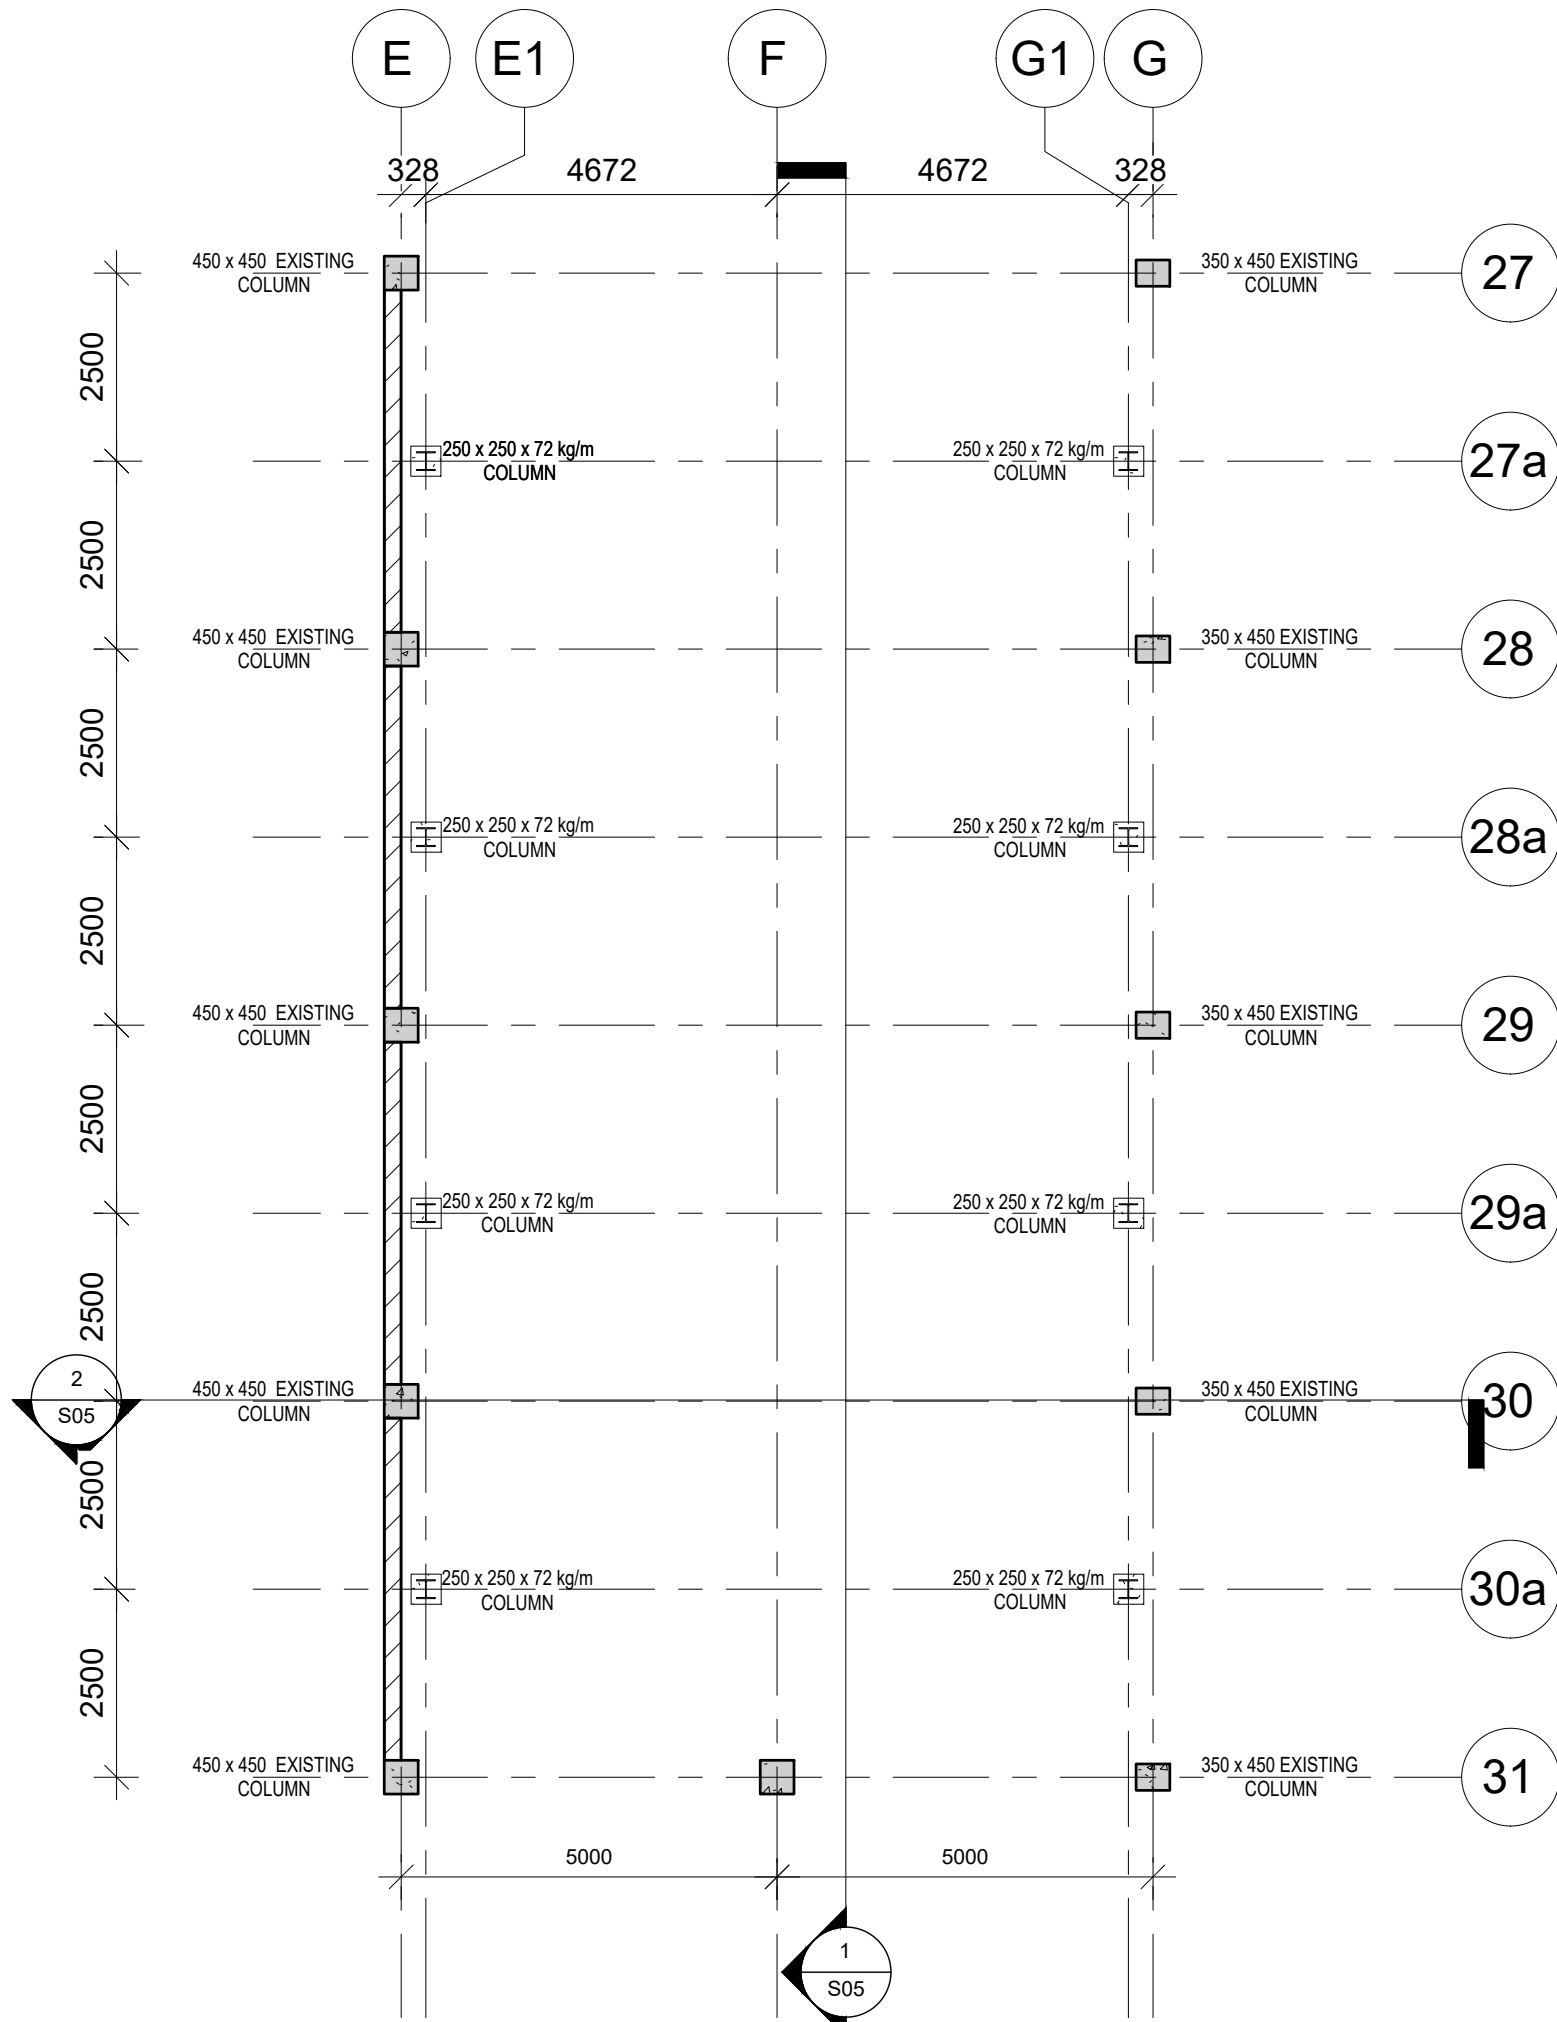 E E1 F G1 G
328 4672 4672 328
450 x 450 EXISTING
COLUMN
350 x 450 EXISTING
COLUMN
27
2500
250 x 250 x 72 kg/m
COLUMN
250 x 250 x 72 kg/m
COLUMN
27a
2500
450 x 450 EXISTING
COLUMN
350 x 450 EXISTING
COLUMN
28
2500
250 x 250 x 72 kg/m
COLUMN
250 x 250 x 72 kg/m
COLUMN
28a
2500
450 x 450 EXISTING
COLUMN
350 x 450 EXISTING
COLUMN
29
2500
250 x 250 x 72 kg/m
COLUMN
250 x 250 x 72 kg/m
COLUMN
29a
2500
2
S05
450 x 450 EXISTING
COLUMN
350 x 450 EXISTING
COLUMN
30
2500
250 x 250 x 72 kg/m
COLUMN
250 x 250 x 72 kg/m
COLUMN
30a
2500
450 x 450 EXISTING
COLUMN
350 x 450 EXISTING
COLUMN
31
5000 5000
1
S05